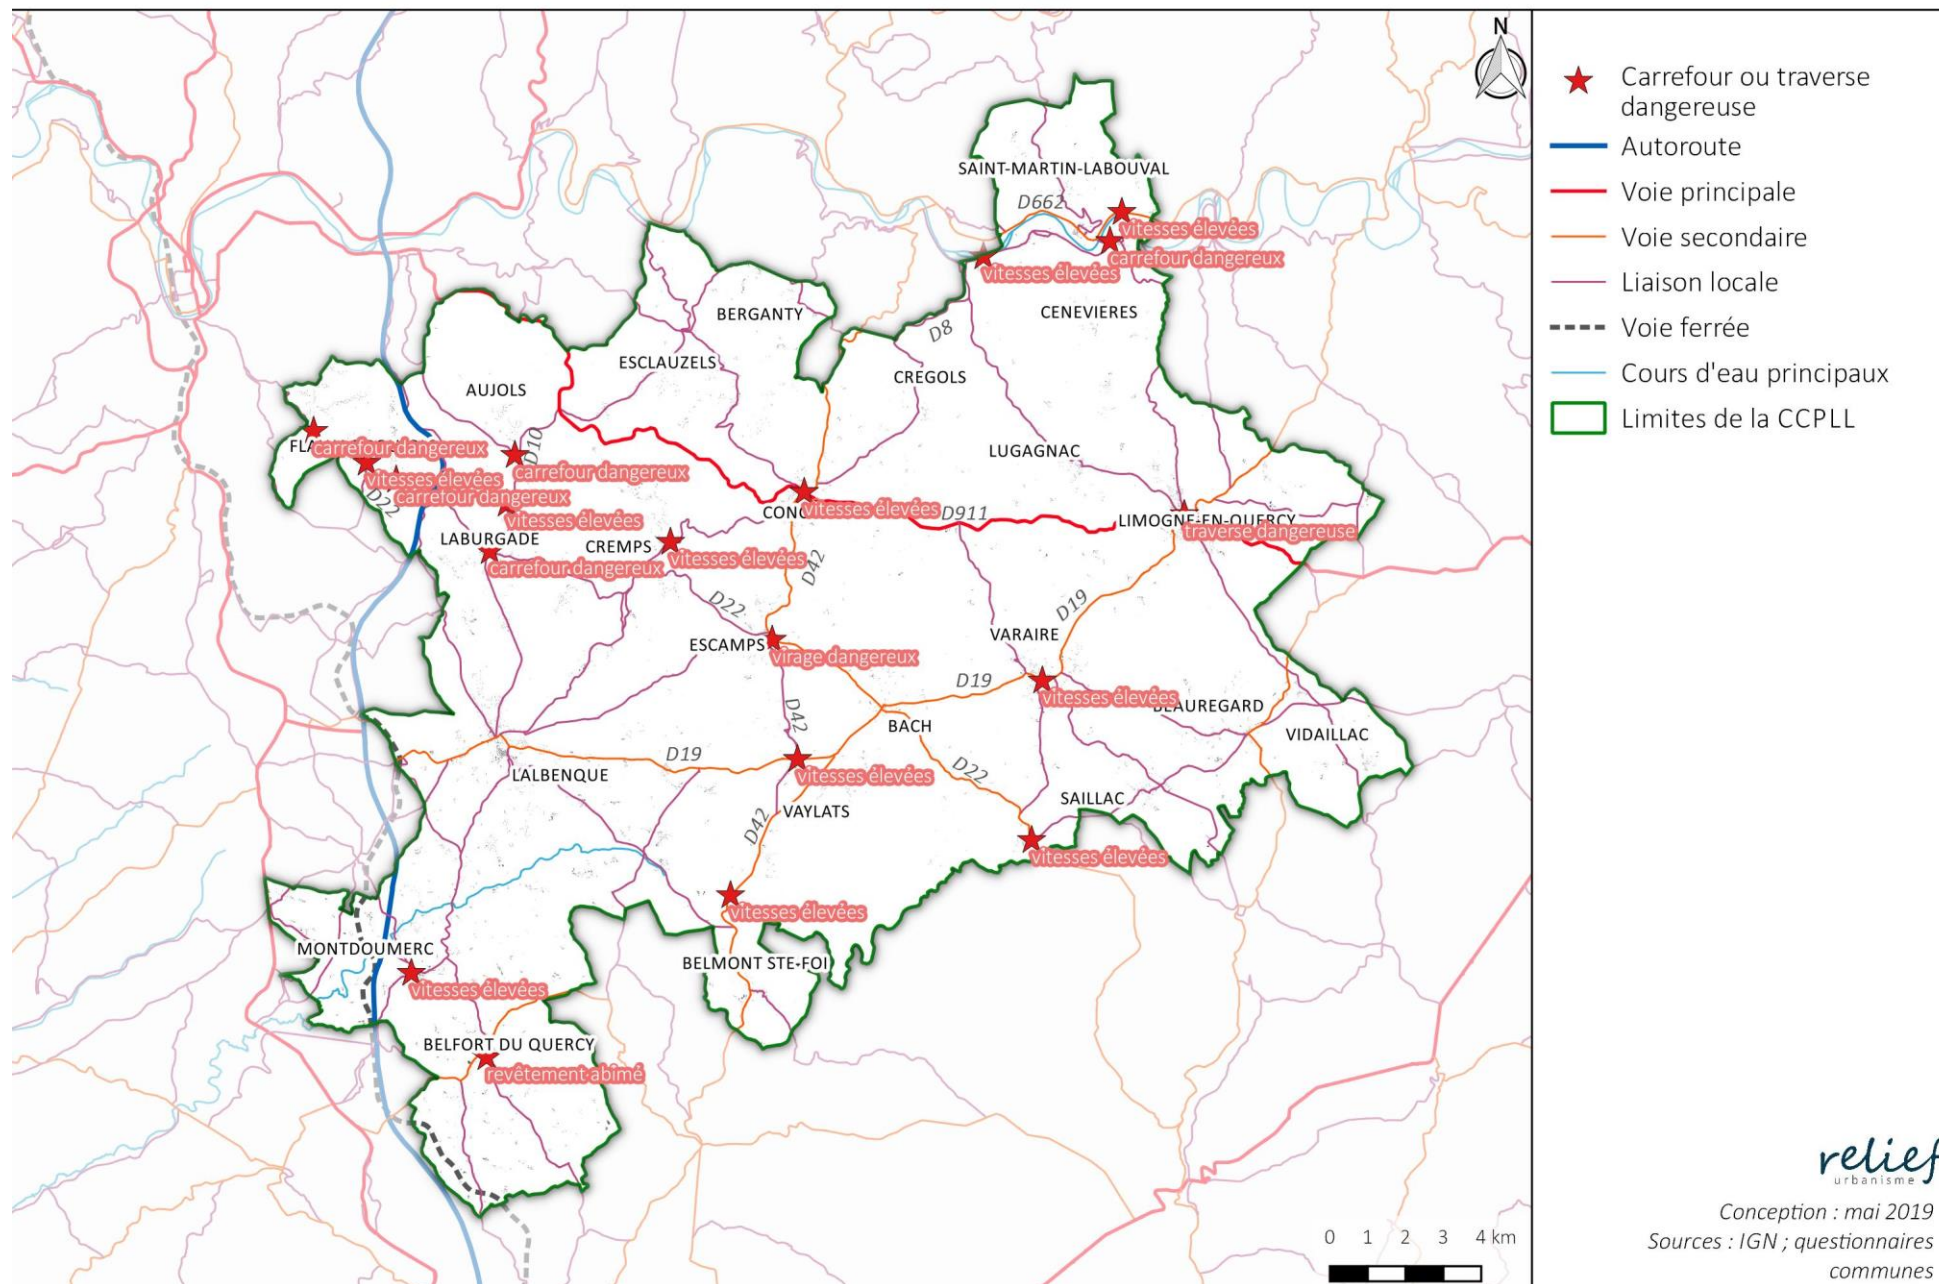 N
SAINT-MARTIN-LABOUVAL
D662
vitesses élevées
carrefour dangereux
vitesses élevées
BERGANTY
CENEVIERES
D8
ESCLAUZELS
CREGOLS
AUJOLS
D10
carrefour dangereux
vitesses élevées
carrefour dangereux
carrefour dangereux
D22
vitesses élevées
LUGAGNAC
vitesses élevées
D911
LIMOGNE-EN-QUERCY
traverse dangereuse
LABURGADE
CREMPS
vitesses élevées
carrefour dangereux
D42
D22
D19
VARAIRE
ESCAMPS
virage dangereux
D19
vitesses élevées
BEAUREGARD
D42
BACH
VIDAILLAC
D19
LALBENQUE
vitesses élevées
D22
VAYLATS
D42
SAILLAC
vitesses élevées
vitesses élevées
MONTDOUMERC
BELMONT STE-FOI
vitesses élevées
BELFORT DU QUERCY
revêtement abimé
0 1 2 3 4 km
Carrefour ou traverse
dangereuse
Autoroute
Voie principale
Voie secondaire
Liaison locale
Voie ferrée
Cours d'eau principaux
Limites de la CCPLL
relief
urbanisme
Conception : mai 2019
Sources : IGN ; questionnaires
communes